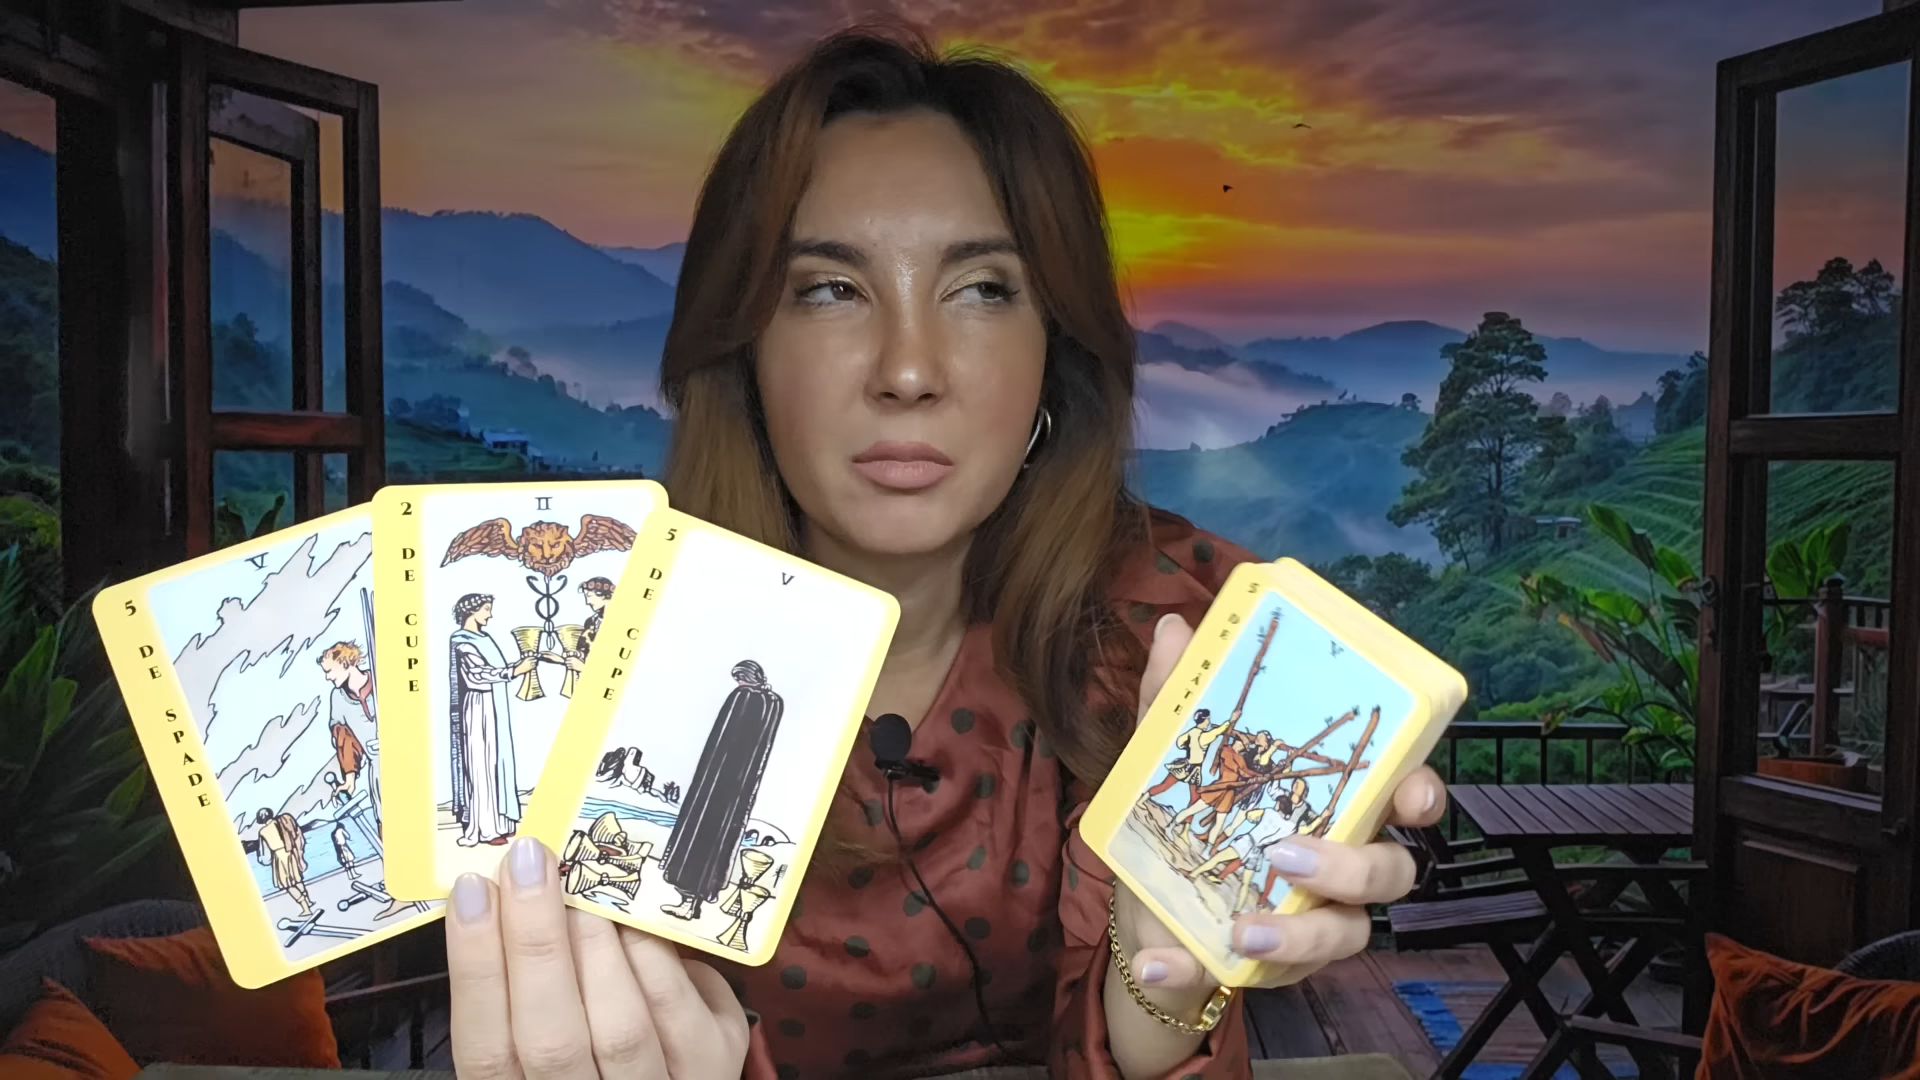 5 DE SPADE
V
2 DE CUPE
II
5 DE CUPE
V
5 DE BÂTE
V